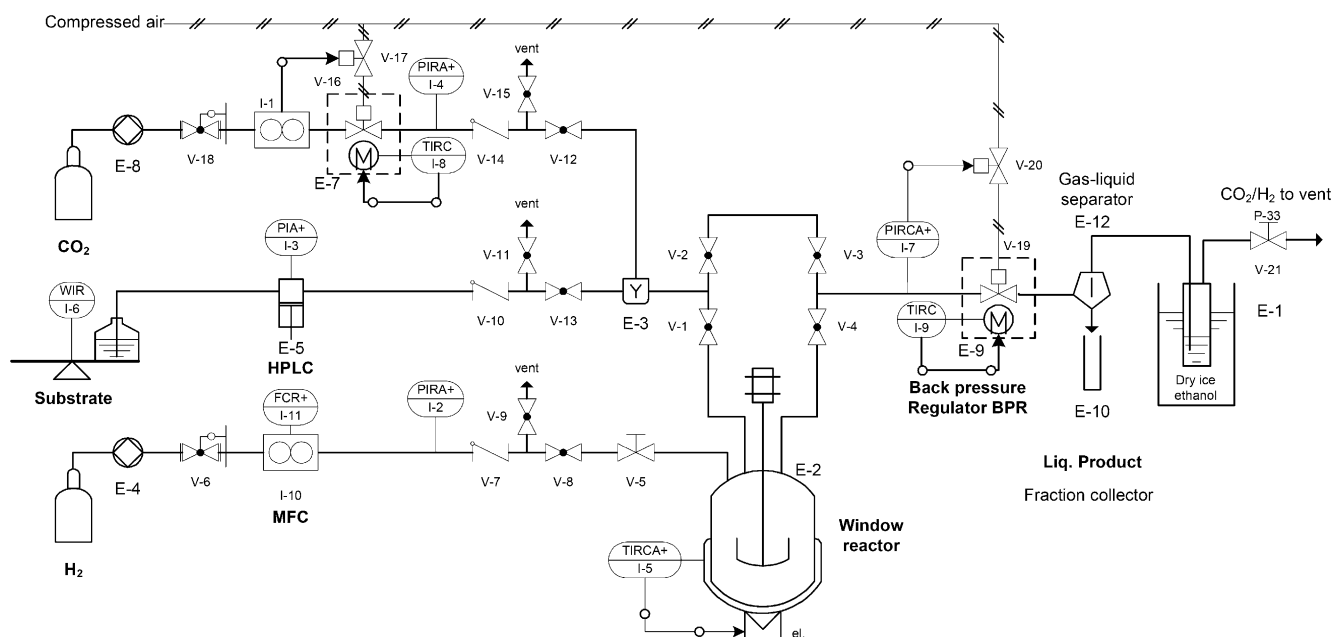 Compressed air
V-17
V-16
PIRA+
I-4
vent
V-15
I-1
V-20
E-8
V-18
M
TIRC
I-8
V-14
V-12
E-7
CO₂
PIRCA+
I-7
Gas-liquid
separator
E-12
CO₂/H₂ to vent
P-33
V-21
PIA+
I-3
vent
V-11
V-2
V-3
V-19
WIR
I-6
Y
I
E-5
HPLC
V-10
V-13
E-3
V-1
V-4
TIRC
I-9
M
E-9
E-1
Substrate
Back pressure
Regulator BPR
E-10
Dry ice
ethanol
FCR+
I-11
PIRA+
I-2
vent
V-9
E-4
V-6
I-10
MFC
V-7
V-8
V-5
E-2
Liq. Product
Fraction collector
H₂
Window
reactor
TIRCA+
I-5
el.